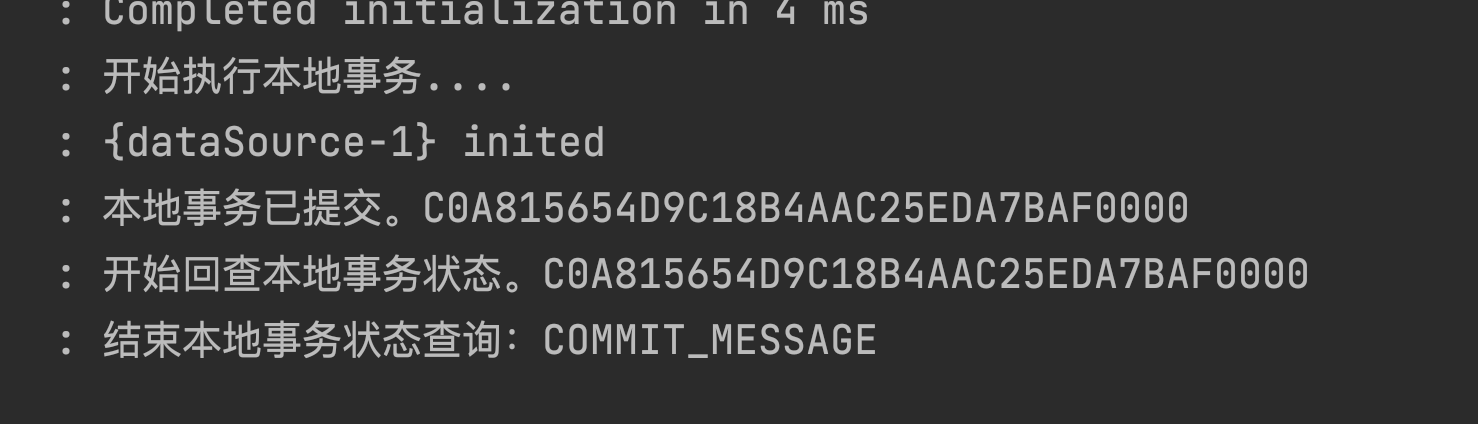 : Completed initialization in 4 ms
: 开始执行本地事务....
: {dataSource-1} inited
: 本地事务已提交。C0A815654D9C18B4AAC25EDA7BAF0000
: 开始回查本地事务状态。C0A815654D9C18B4AAC25EDA7BAF0000
: 结束本地事务状态查询：COMMIT_MESSAGE